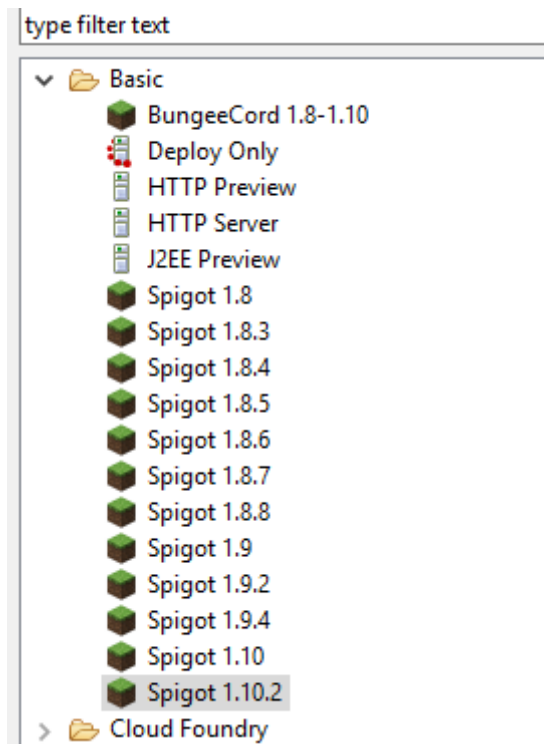 type filter text
Basic
BungeeCord 1.8-1.10
Deploy Only
HTTP Preview
HTTP Server
J2EE Preview
Spigot 1.8
Spigot 1.8.3
Spigot 1.8.4
Spigot 1.8.5
Spigot 1.8.6
Spigot 1.8.7
Spigot 1.8.8
Spigot 1.9
Spigot 1.9.2
Spigot 1.9.4
Spigot 1.10
Spigot 1.10.2
Cloud Foundry